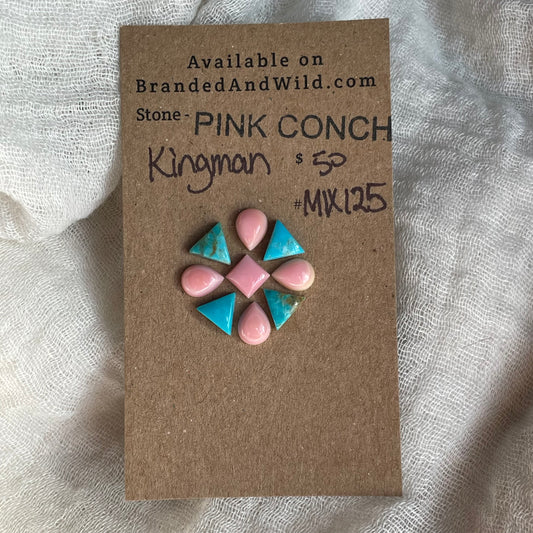 Available on
BrandedAndWild.com
Stone- PINK CONCH
Kingman $ 50
#MIX125